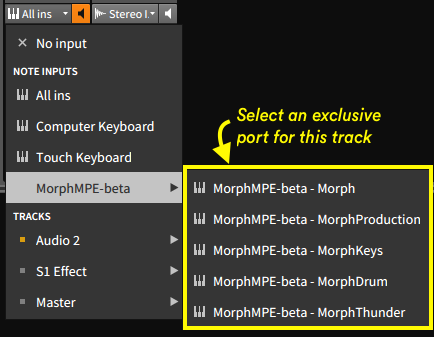 All ins Stereo I.
No input
NOTE INPUTS
All ins
Computer Keyboard
Touch Keyboard
MorphMPE-beta
TRACKS
Audio 2
S1 Effect
Master
Select an exclusive
port for this track
MorphMPE-beta - Morph
MorphMPE-beta - MorphProduction
MorphMPE-beta - MorphKeys
MorphMPE-beta - MorphDrum
MorphMPE-beta - MorphThunder